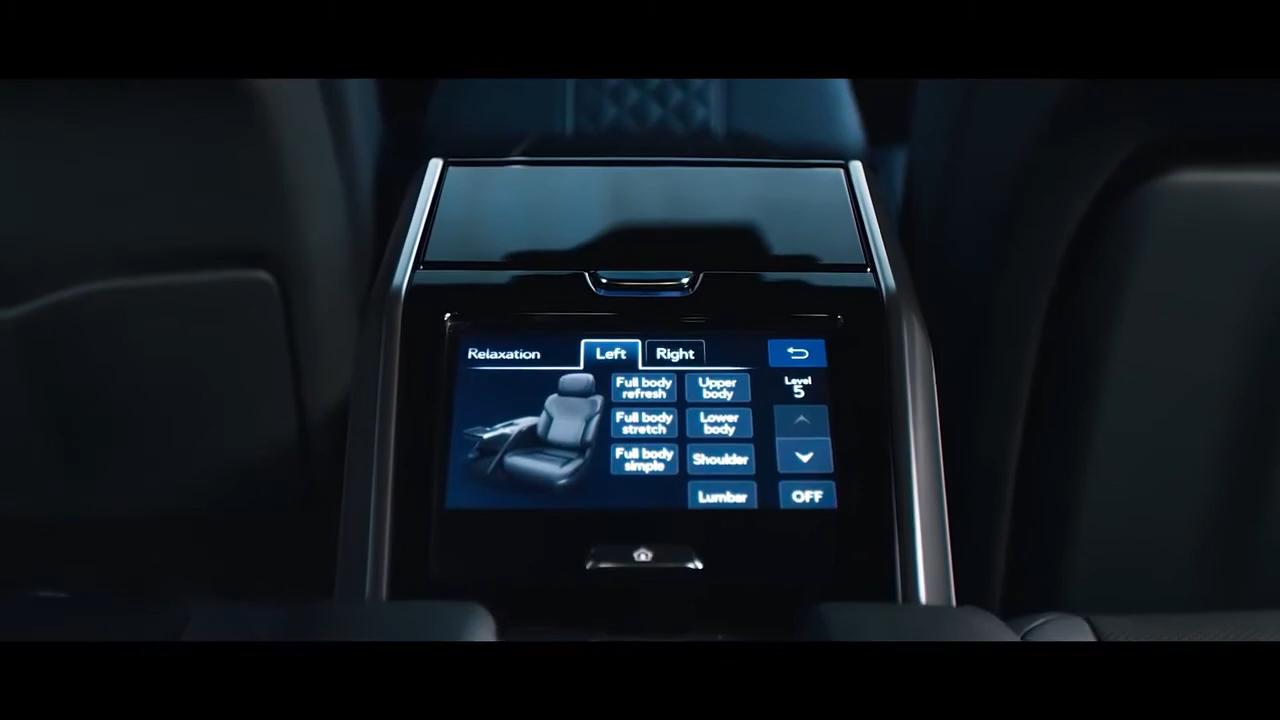 Relaxation
Left
Right
Full body
refresh
Upper
body
Level
5
Full body
stretch
Lower
body
Full body
simple
Shoulder
Lumbar
OFF